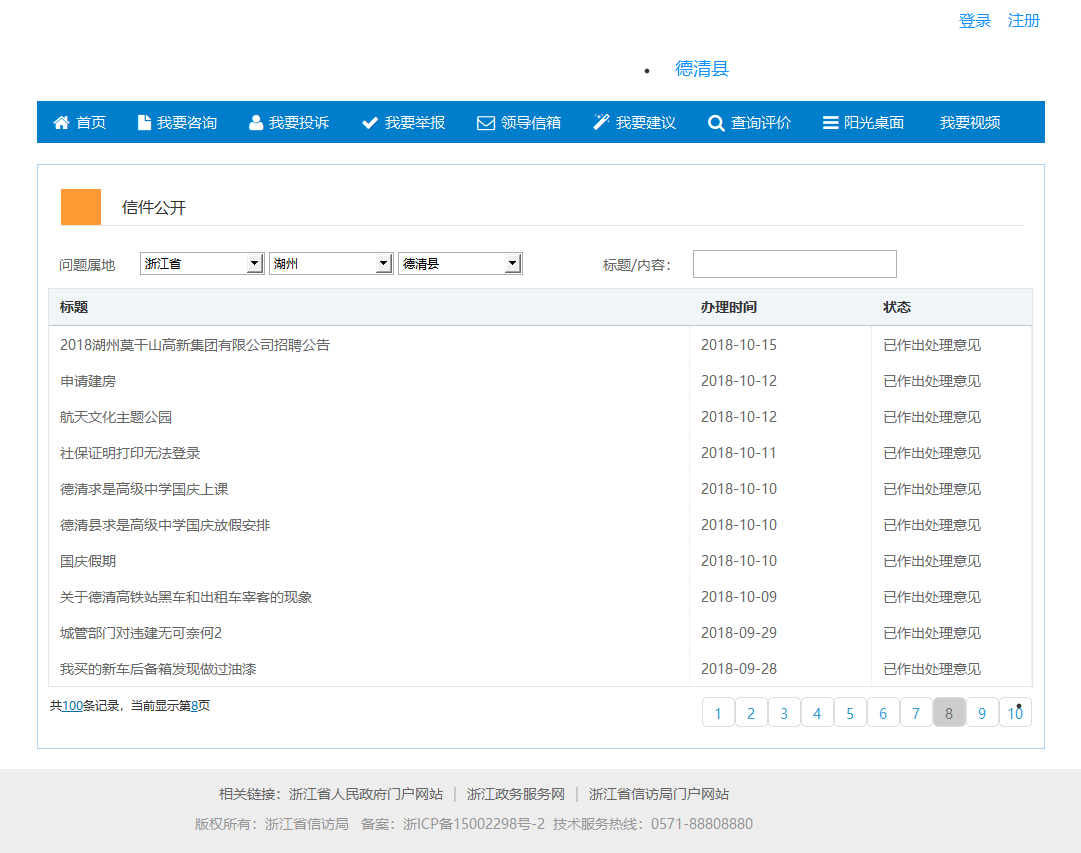 登录 注册
德清县
首页 我要咨询 我要投诉 我要举报 领导信箱 我要建议 查询评价 阳光桌面 我要视频
信件公开
问题属地 浙江省 湖州 德清县 标题/内容：
标题 办理时间 状态
2018湖州莫干山高新集团有限公司招聘公告 2018-10-15 已作出处理意见
申请建房 2018-10-12 已作出处理意见
航天文化主题公园 2018-10-12 已作出处理意见
社保证明打印无法登录 2018-10-11 已作出处理意见
德清求是高级中学国庆上课 2018-10-10 已作出处理意见
德清县求是高级中学国庆放假安排 2018-10-10 已作出处理意见
国庆假期 2018-10-10 已作出处理意见
关于德清高铁站黑车和出租车宰客的现象 2018-10-09 已作出处理意见
城管部门对违建无可奈何2 2018-09-29 已作出处理意见
我买的新车后备箱发现做过油漆 2018-09-28 已作出处理意见
共100条记录，当前显示第8页 1 2 3 4 5 6 7 8 9 10
相关链接：浙江省人民政府门户网站 | 浙江政务服务网 | 浙江省信访局门户网站
版权所有：浙江省信访局 备案：浙ICP备15002298号-2 技术服务热线：0571-88808880